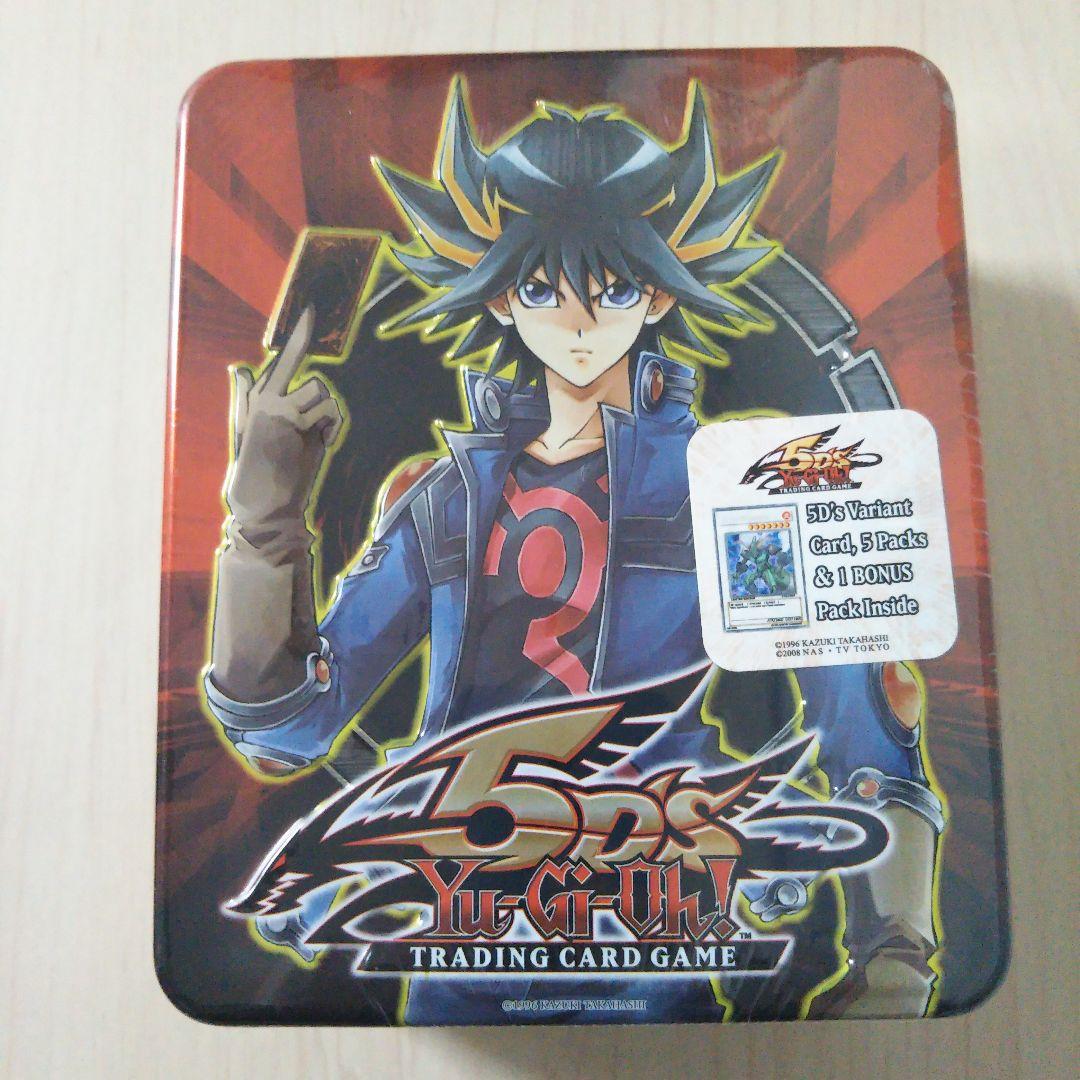 5D's
Yu-Gi-Oh!
TRADING CARD GAME
5D's Variant
Card, 5 Packs
& 1 BONUS
Pack Inside
©1996 KAZUKI TAKAHASHI
©2008 NAS • TV TOKYO
5D's
Yu-Gi-Oh!™
TRADING CARD GAME
©1996 KAZUKI TAKAHASHI